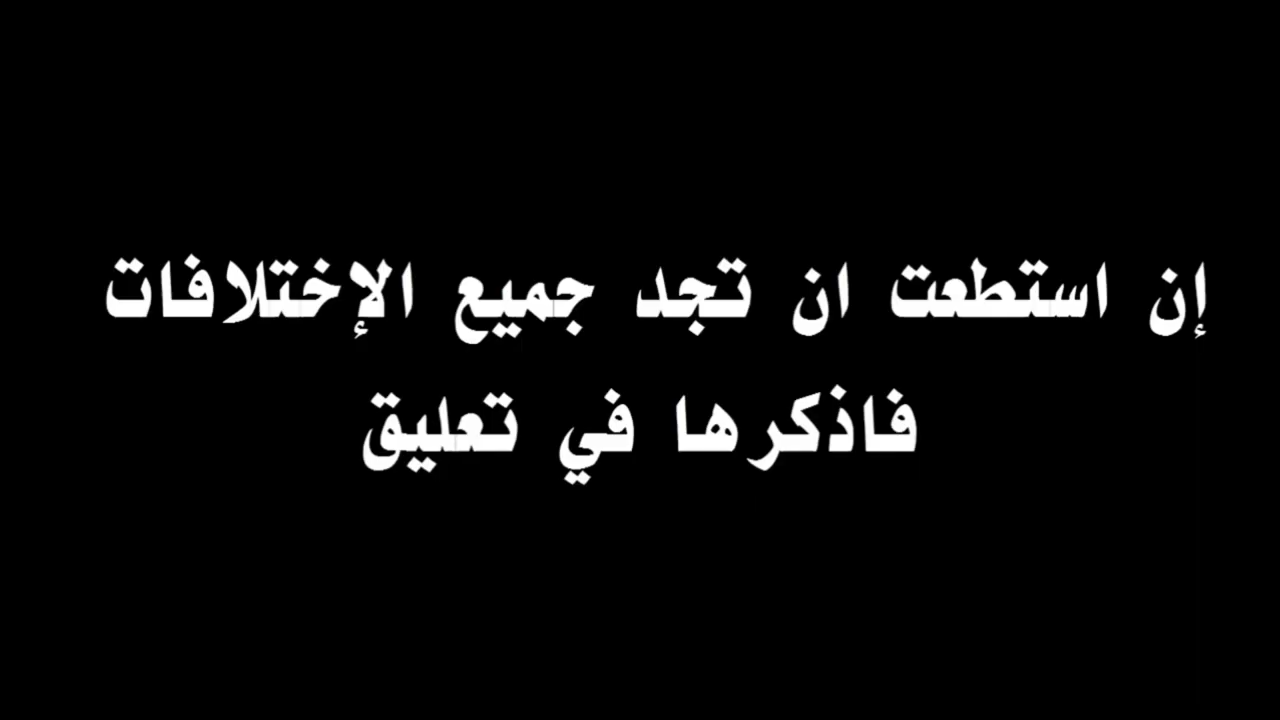 إن استطعت ان تجد جميع الإختلافات
فاذكرها في تعليق